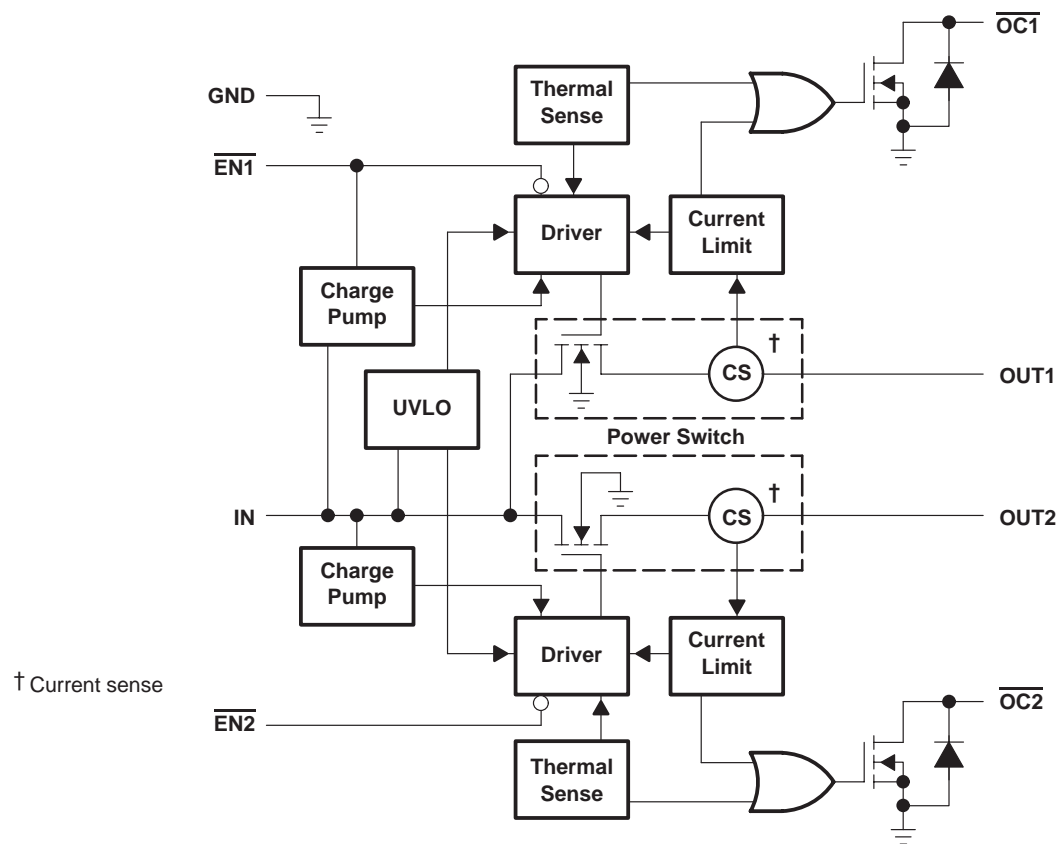 OC1
Thermal
Sense
GND
EN1
Driver
Current
Limit
Charge
Pump
†
CS
OUT1
UVLO
Power Switch
†
IN
CS
OUT2
Charge
Pump
Driver
Current
Limit
† Current sense
OC2
EN2
Thermal
Sense